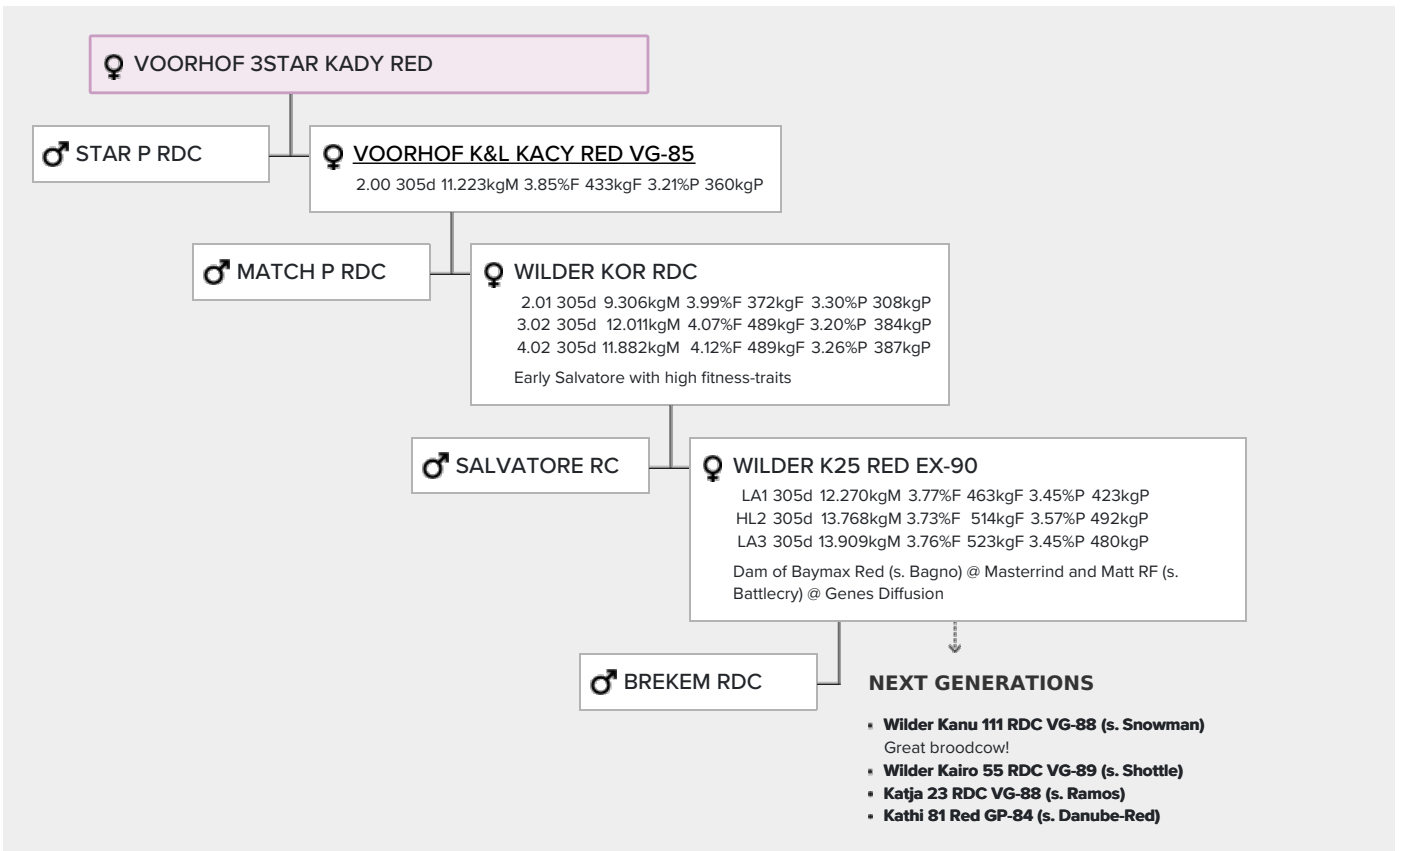 VOORHOF 3STAR KADY RED
STAR P RDC
VOORHOF K&L KACY RED VG-85
2.00 305d 11.223kgM 3.85%F 433kgF 3.21%P 360kgP
MATCH P RDC
WILDER KOR RDC
2.01 305d 9.306kgM 3.99%F 372kgF 3.30%P 308kgP
3.02 305d 12.011kgM 4.07%F 489kgF 3.20%P 384kgP
4.02 305d 11.882kgM 4.12%F 489kgF 3.26%P 387kgP
Early Salvatore with high fitness-traits
SALVATORE RC
WILDER K25 RED EX-90
LA1 305d 12.270kgM 3.77%F 463kgF 3.45%P 423kgP
HL2 305d 13.768kgM 3.73%F 514kgF 3.57%P 492kgP
LA3 305d 13.909kgM 3.76%F 523kgF 3.45%P 480kgP
Dam of Baymax Red (s. Bagno) @ Masterrind and Matt RF (s.
Battlecry) @ Genes Diffusion
BREKEM RDC
NEXT GENERATIONS
▪ Wilder Kanu 111 RDC VG-88 (s. Snowman)
Great broodcow!
▪ Wilder Kairo 55 RDC VG-89 (s. Shottle)
▪ Katja 23 RDC VG-88 (s. Ramos)
▪ Kathi 81 Red GP-84 (s. Danube-Red)